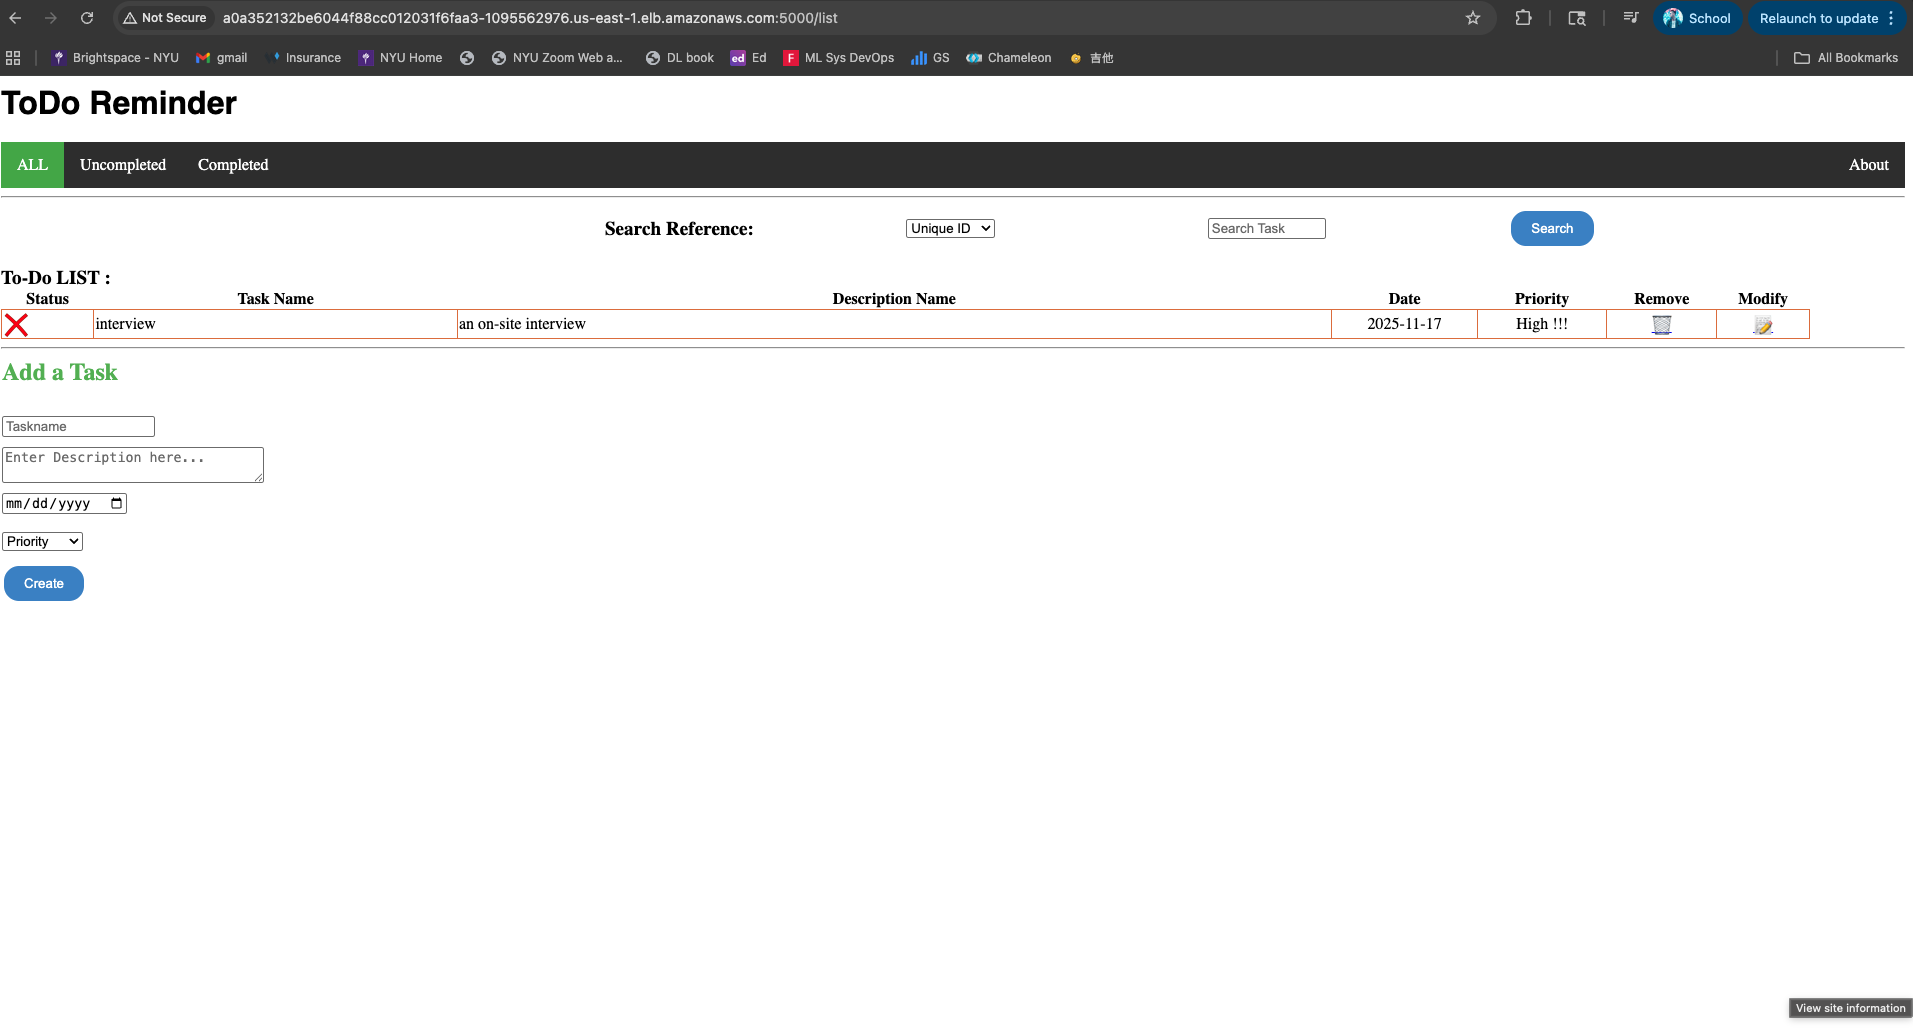 Not Secure a0a352132be6044f88cc012031f6faa3-1095562976.us-east-1.elb.amazonaws.com:5000/list School Relaunch to update
Brightspace - NYU gmail Insurance NYU Home NYU Zoom Web a... DL book ed Ed F ML Sys DevOps GS Chameleon 吉他 All Bookmarks
ToDo Reminder
ALL Uncompleted Completed About
Search Reference: Unique ID Search Task Search
To-Do LIST :
Status Task Name Description Name Date Priority Remove Modify
interview an on-site interview 2025-11-17 High !!!
Add a Task
Taskname
Enter Description here...
mm/dd/yyyy
Priority
Create
View site information